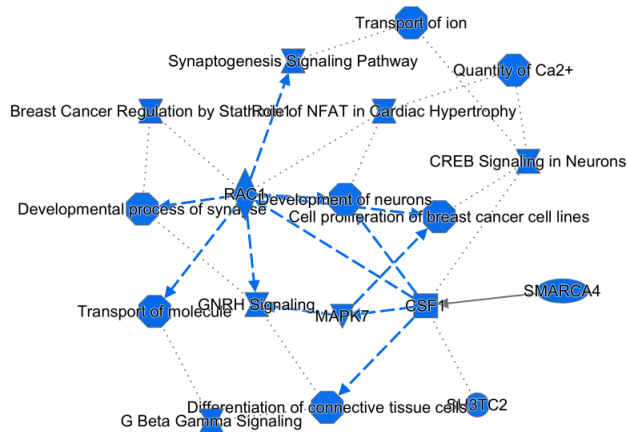 Transport of ion
Synaptogenesis Signaling Pathway
Quantity of Ca2+
Breast Cancer Regulation by Stathmin1
Role of NFAT in Cardiac Hypertrophy
CREB Signaling in Neurons
RAC1
Development of neurons
Developmental process of synapse
Cell proliferation of breast cancer cell lines
SMARCA4
Transport of molecule
GNRH Signaling
MAPK7
CSF1
Differentiation of connective tissue cells
SH3TC2
G Beta Gamma Signaling